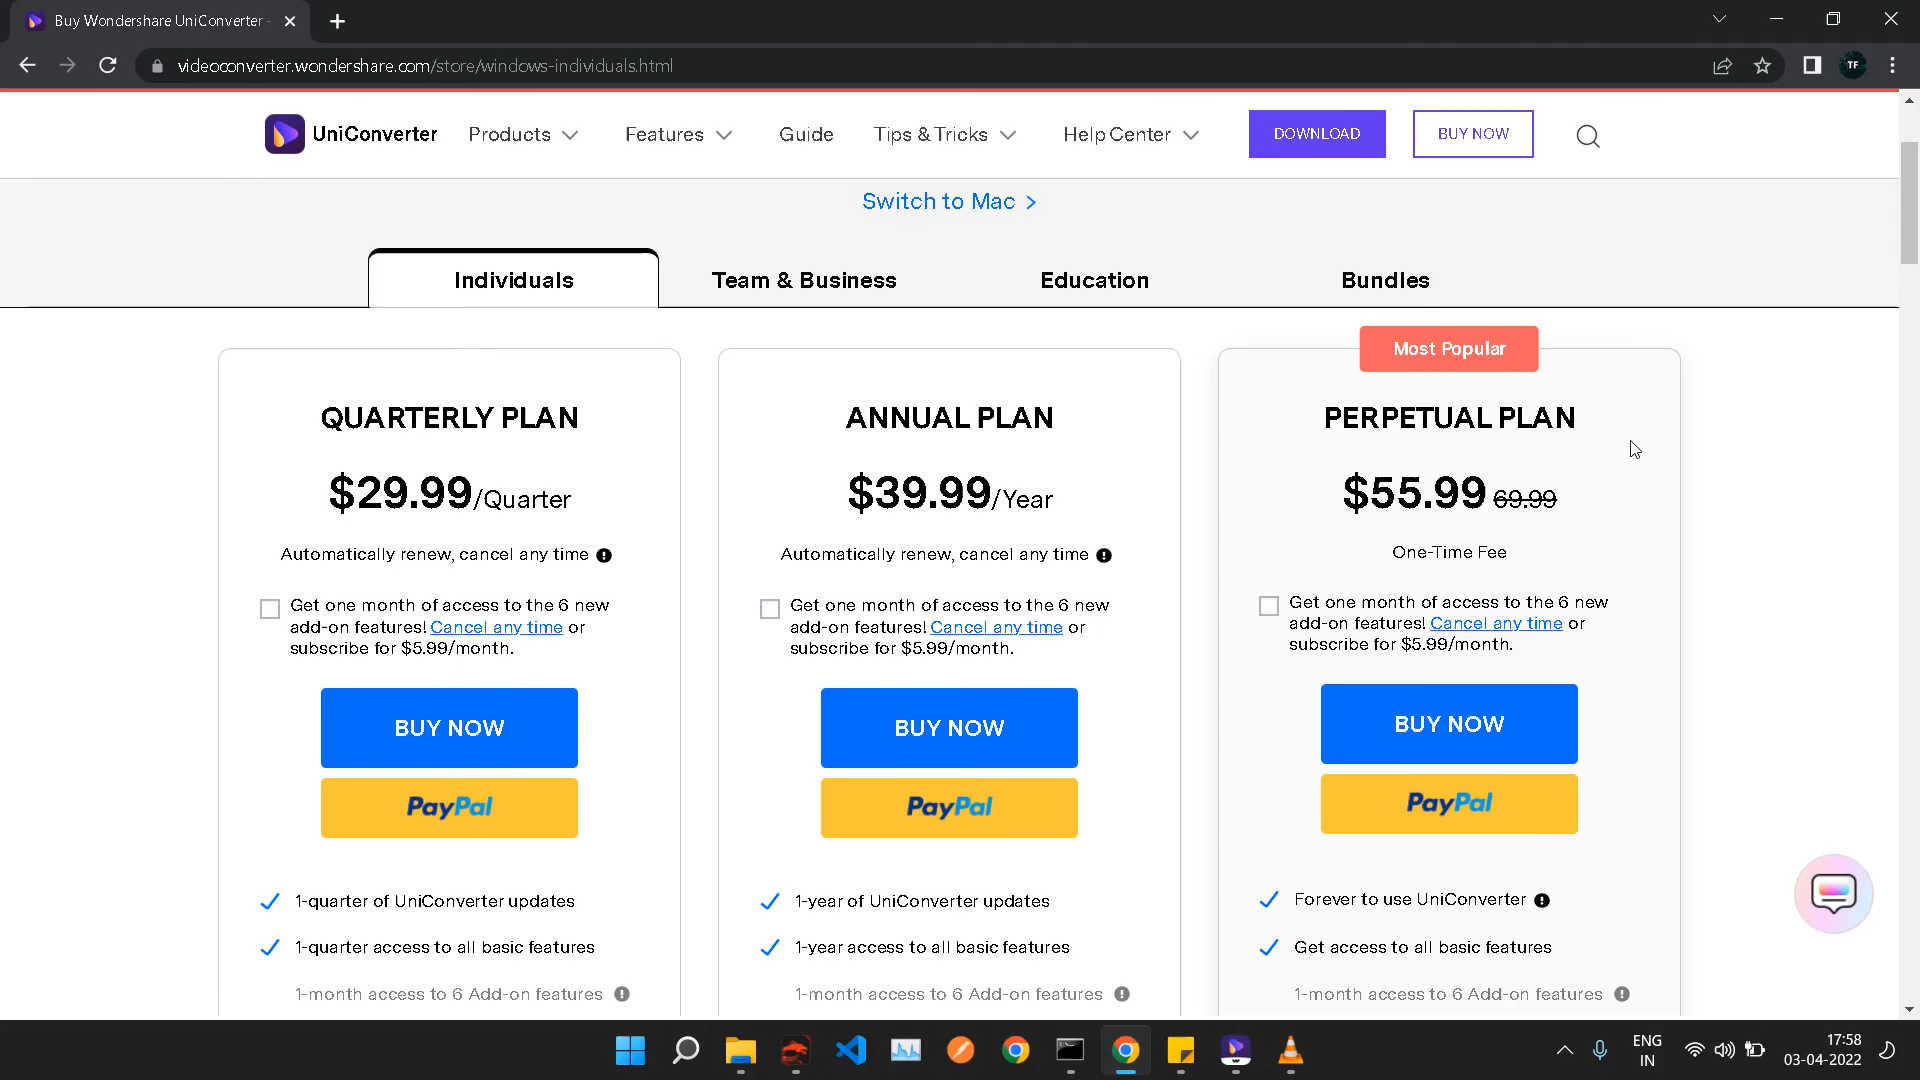 Buy Wondershare UniConverter -
videoconverter.wondershare.com/store/windows-individuals.html
TF
UniConverter
Products
Features
Guide
Tips & Tricks
Help Center
DOWNLOAD
BUY NOW
Switch to Mac
Individuals
Team & Business
Education
Bundles
QUARTERLY PLAN
$29.99/Quarter
Automatically renew, cancel any time
Get one month of access to the 6 new
add-on features! Cancel any time or
subscribe for $5.99/month.
BUY NOW
PayPal
1-quarter of UniConverter updates
1-quarter access to all basic features
1-month access to 6 Add-on features
ANNUAL PLAN
$39.99/Year
Automatically renew, cancel any time
Get one month of access to the 6 new
add-on features! Cancel any time or
subscribe for $5.99/month.
BUY NOW
PayPal
1-year of UniConverter updates
1-year access to all basic features
1-month access to 6 Add-on features
Most Popular
PERPETUAL PLAN
$55.99 69.99
One-Time Fee
Get one month of access to the 6 new
add-on features! Cancel any time or
subscribe for $5.99/month.
BUY NOW
PayPal
Forever to use UniConverter
Get access to all basic features
1-month access to 6 Add-on features
ENG
IN
17:58
03-04-2022